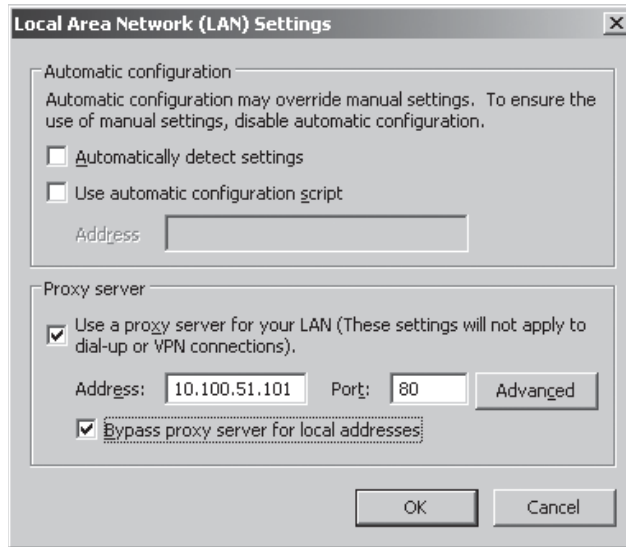 Local Area Network (LAN) Settings
Automatic configuration
Automatic configuration may override manual settings. To ensure the
use of manual settings, disable automatic configuration.
Automatically detect settings
Use automatic configuration script
Address
Proxy server
Use a proxy server for your LAN (These settings will not apply to
dial-up or VPN connections).
Address: 10.100.51.101 Port: 80 Advanced
Bypass proxy server for local addresses
OK Cancel